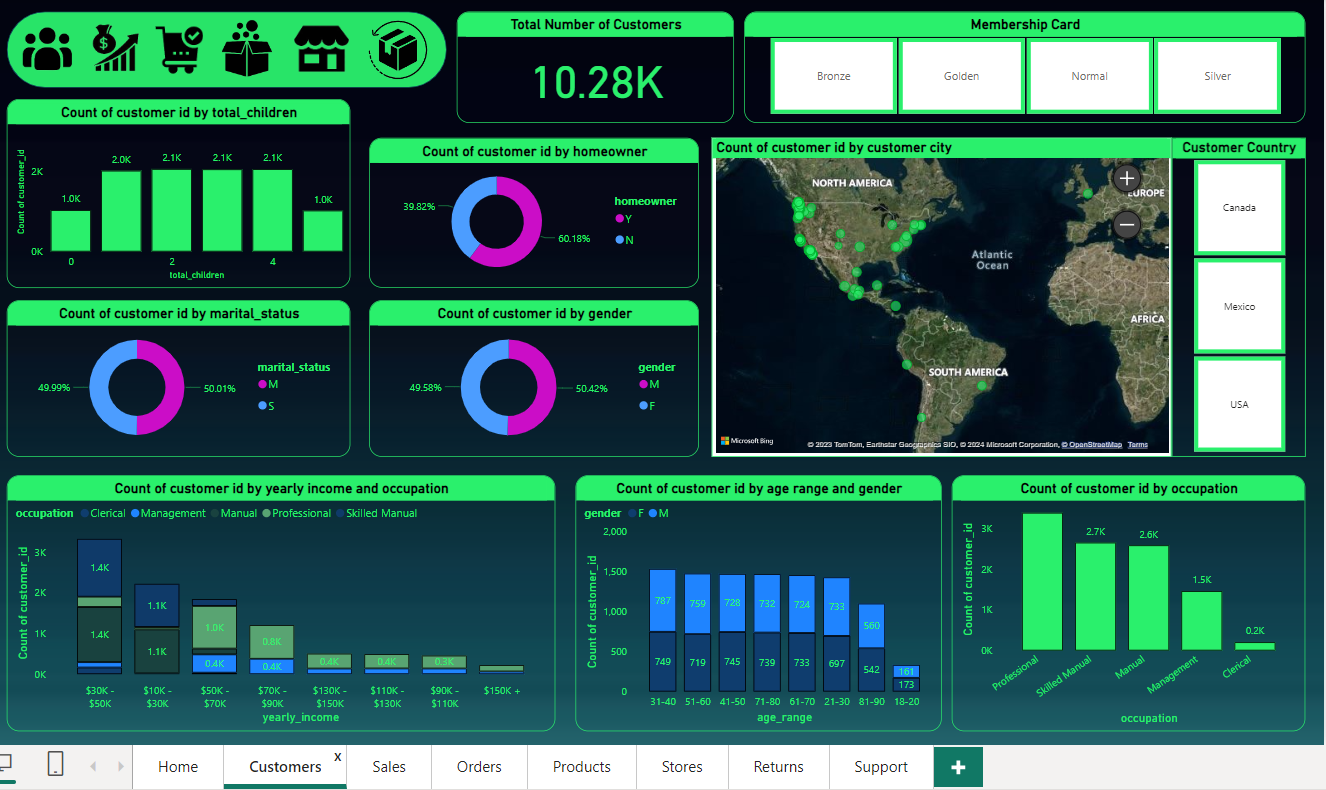 Total Number of Customers
10.28K
Membership Card
Bronze
Golden
Normal
Silver
Count of customer id by total_children
Count of customer_id
2K
0K
1.0K
2.0K
2.1K
2.1K
2.1K
1.0K
0
2
4
total_children
Count of customer id by homeowner
39.82%
60.18%
homeowner
Y
N
Count of customer id by customer city
NORTH AMERICA
EUROPE
Atlantic
Ocean
AFRICA
SOUTH AMERICA
Microsoft Bing
© 2023 TomTom, Earthstar Geographics SIO, © 2024 Microsoft Corporation, © OpenStreetMap Terms
Customer Country
Canada
Mexico
USA
Count of customer id by marital_status
49.99%
50.01%
marital_status
M
S
Count of customer id by gender
49.58%
50.42%
gender
M
F
Count of customer id by yearly income and occupation
occupation Clerical Management Manual Professional Skilled Manual
Count of customer_id
3K
2K
1K
0K
1.4K
1.4K
1.1K
1.1K
1.0K
0.4K
0.8K
0.4K
0.4K
0.4K
0.3K
$30K -
$50K
$10K -
$30K
$50K -
$70K
$70K -
$90K
$130K -
$150K
$110K -
$130K
$90K -
$110K
$150K +
yearly_income
Count of customer id by age range and gender
gender F M
Count of customer_id
2,000
1,500
1,000
500
0
787
759
728
732
724
733
560
161
749
719
745
739
733
697
542
173
31-40
51-60
41-50
71-80
61-70
21-30
81-90
18-20
age_range
Count of customer id by occupation
Count of customer_id
3K
2K
1K
0K
2.7K
2.6K
1.5K
0.2K
Professional
Skilled Manual
Manual
Management
Clerical
occupation
Home
Customers
X
Sales
Orders
Products
Stores
Returns
Support